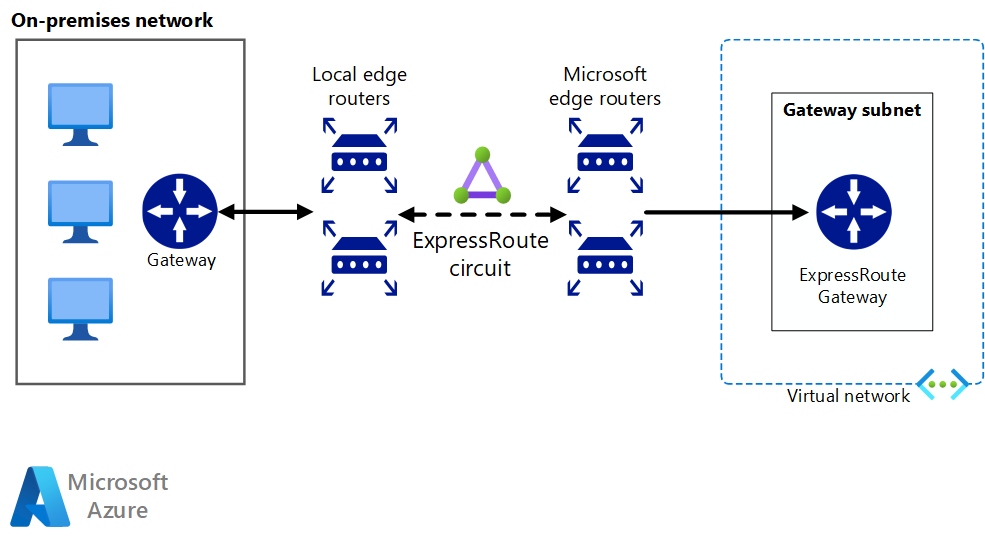 On-premises network
Local edge
routers
Microsoft
edge routers
Gateway subnet
Gateway
ExpressRoute
circuit
ExpressRoute
Gateway
Virtual network
Microsoft
Azure